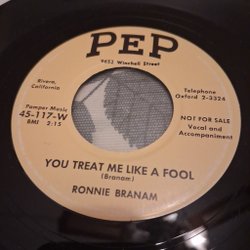 PEP
9652 Winchell Street
Rivera,
California
Telephone
Oxford 2-3324
Pamper Music
45-117-W
BMI 2:15
NOT FOR SALE
Vocal and
Accompaniment
YOU TREAT ME LIKE A FOOL
(Branam)
RONNIE BRANAM